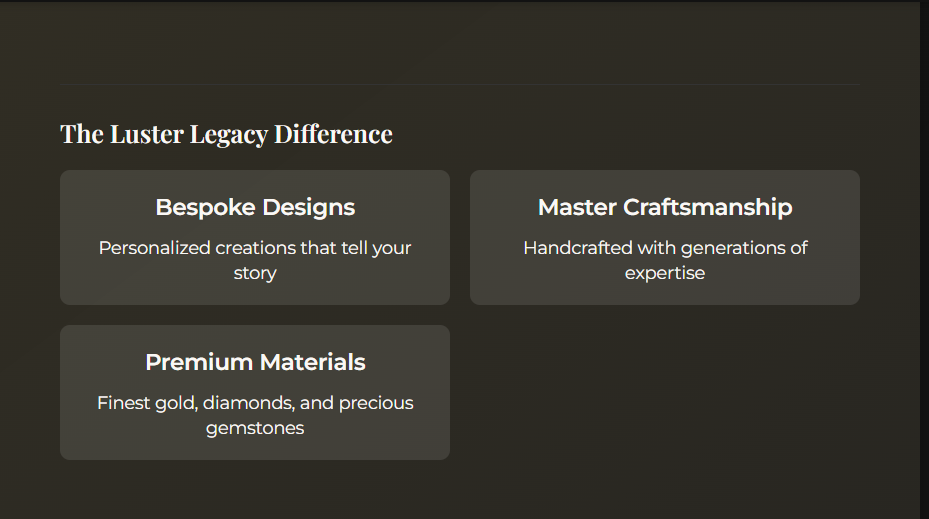 The Luster Legacy Difference
Bespoke Designs
Personalized creations that tell your
story
Master Craftsmanship
Handcrafted with generations of
expertise
Premium Materials
Finest gold, diamonds, and precious
gemstones